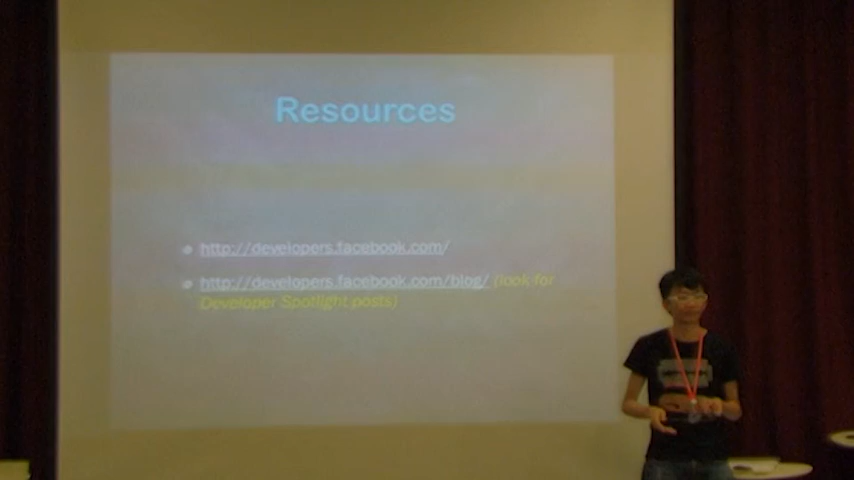 Resources
http://developers.facebook.com/
http://developers.facebook.com/blog/ (look for
Developer Spotlight posts)